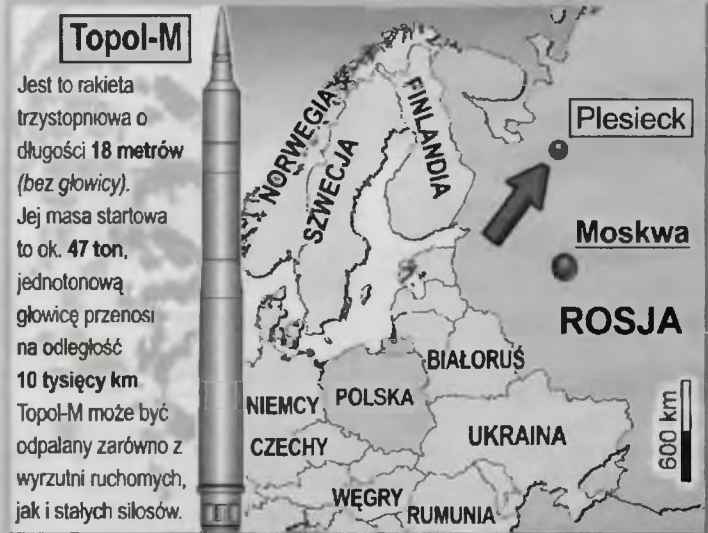 Topol-M
Jest to rakieta
trzystopniowa o
długości 18 metrów
(bez głowicy).
Jej masa startowa
to ok. 47 ton,
jednotonową
głowicę przenosi
na odległość
10 tysięcy km
Topol-M może być
odpalany zarówno z
wyrzutni ruchomych,
jak i stałych silosów.
NORWEGIA
SZWECJA
FINLANDIA
Plesieck
Moskwa
ROSJA
BIAŁORUŚ
NIEMCY
POLSKA
CZECHY
UKRAINA
WĘGRY
RUMUNIA
600 km